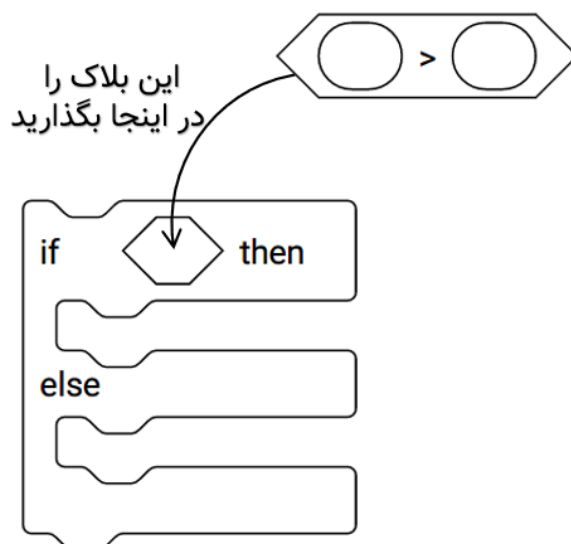 >
این بلاک را
در اینجا بگذارید
if then
else